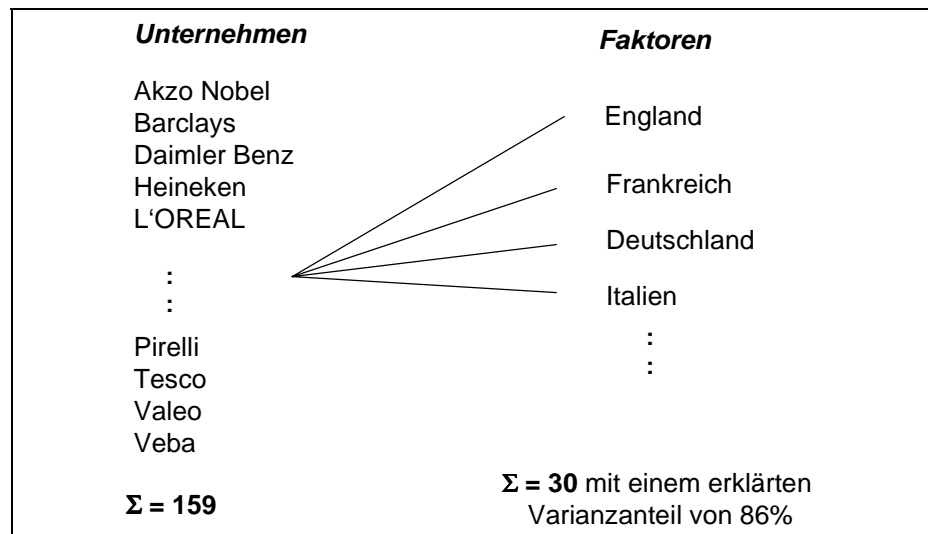 Unternehmen
Akzo Nobel
Barclays
Daimler Benz
Heineken
L‘OREAL
:
:
Pirelli
Tesco
Valeo
Veba
Σ = 159
Faktoren
England
Frankreich
Deutschland
Italien
:
:
Σ = 30 mit einem erklärten
Varianzanteil von 86%